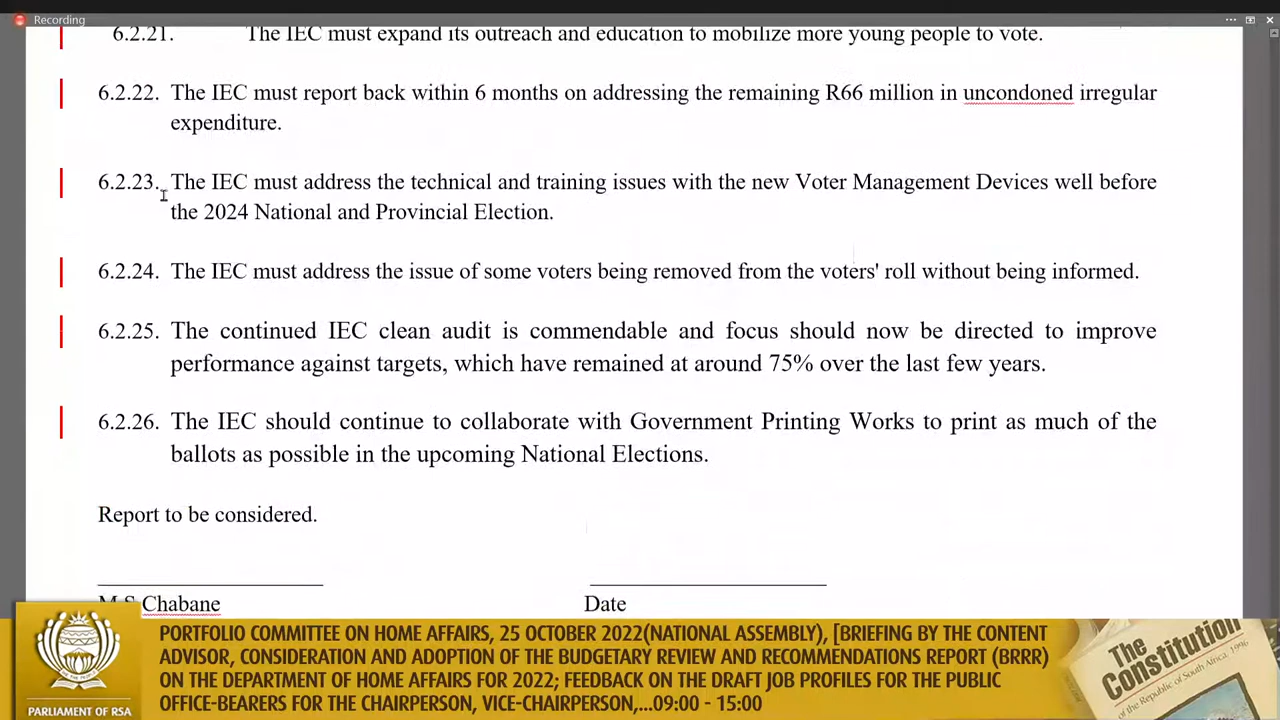 Recording
6.2.21. The IEC must expand its outreach and education to mobilize more young people to vote.
6.2.22. The IEC must report back within 6 months on addressing the remaining R66 million in uncondoned irregular
expenditure.
6.2.23. The IEC must address the technical and training issues with the new Voter Management Devices well before
the 2024 National and Provincial Election.
6.2.24. The IEC must address the issue of some voters being removed from the voters' roll without being informed.
6.2.25. The continued IEC clean audit is commendable and focus should now be directed to improve
performance against targets, which have remained at around 75% over the last few years.
6.2.26. The IEC should continue to collaborate with Government Printing Works to print as much of the
ballots as possible in the upcoming National Elections.
Report to be considered.
M S Chabane Date
PORTFOLIO COMMITTEE ON HOME AFFAIRS, 25 OCTOBER 2022(NATIONAL ASSEMBLY), [BRIEFING BY THE CONTENT
ADVISOR, CONSIDERATION AND ADOPTION OF THE BUDGETARY REVIEW AND RECOMMENDATIONS REPORT (BRRR)
ON THE DEPARTMENT OF HOME AFFAIRS FOR 2022; FEEDBACK ON THE DRAFT JOB PROFILES FOR THE PUBLIC
OFFICE-BEARERS FOR THE CHAIRPERSON, VICE-CHAIRPERSON,...09:00 - 15:00
PARLIAMENT OF RSA
The
Constitution
of the Republic of South Africa, 1996